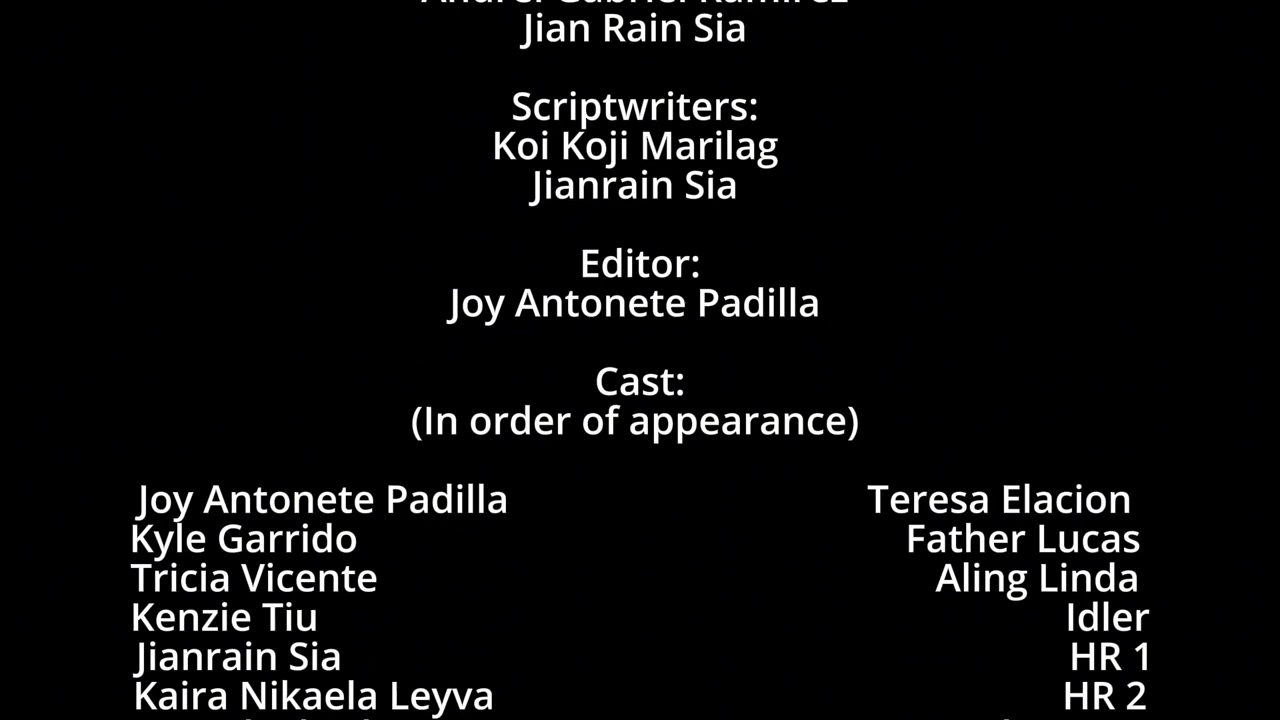 Jian Rain Sia
Scriptwriters:
Koi Koji Marilag
Jianrain Sia
Editor:
Joy Antonete Padilla
Cast:
(In order of appearance)
Joy Antonete Padilla Teresa Elacion
Kyle Garrido Father Lucas
Tricia Vicente Aling Linda
Kenzie Tiu Idler
Jianrain Sia HR 1
Kaira Nikaela Leyva HR 2